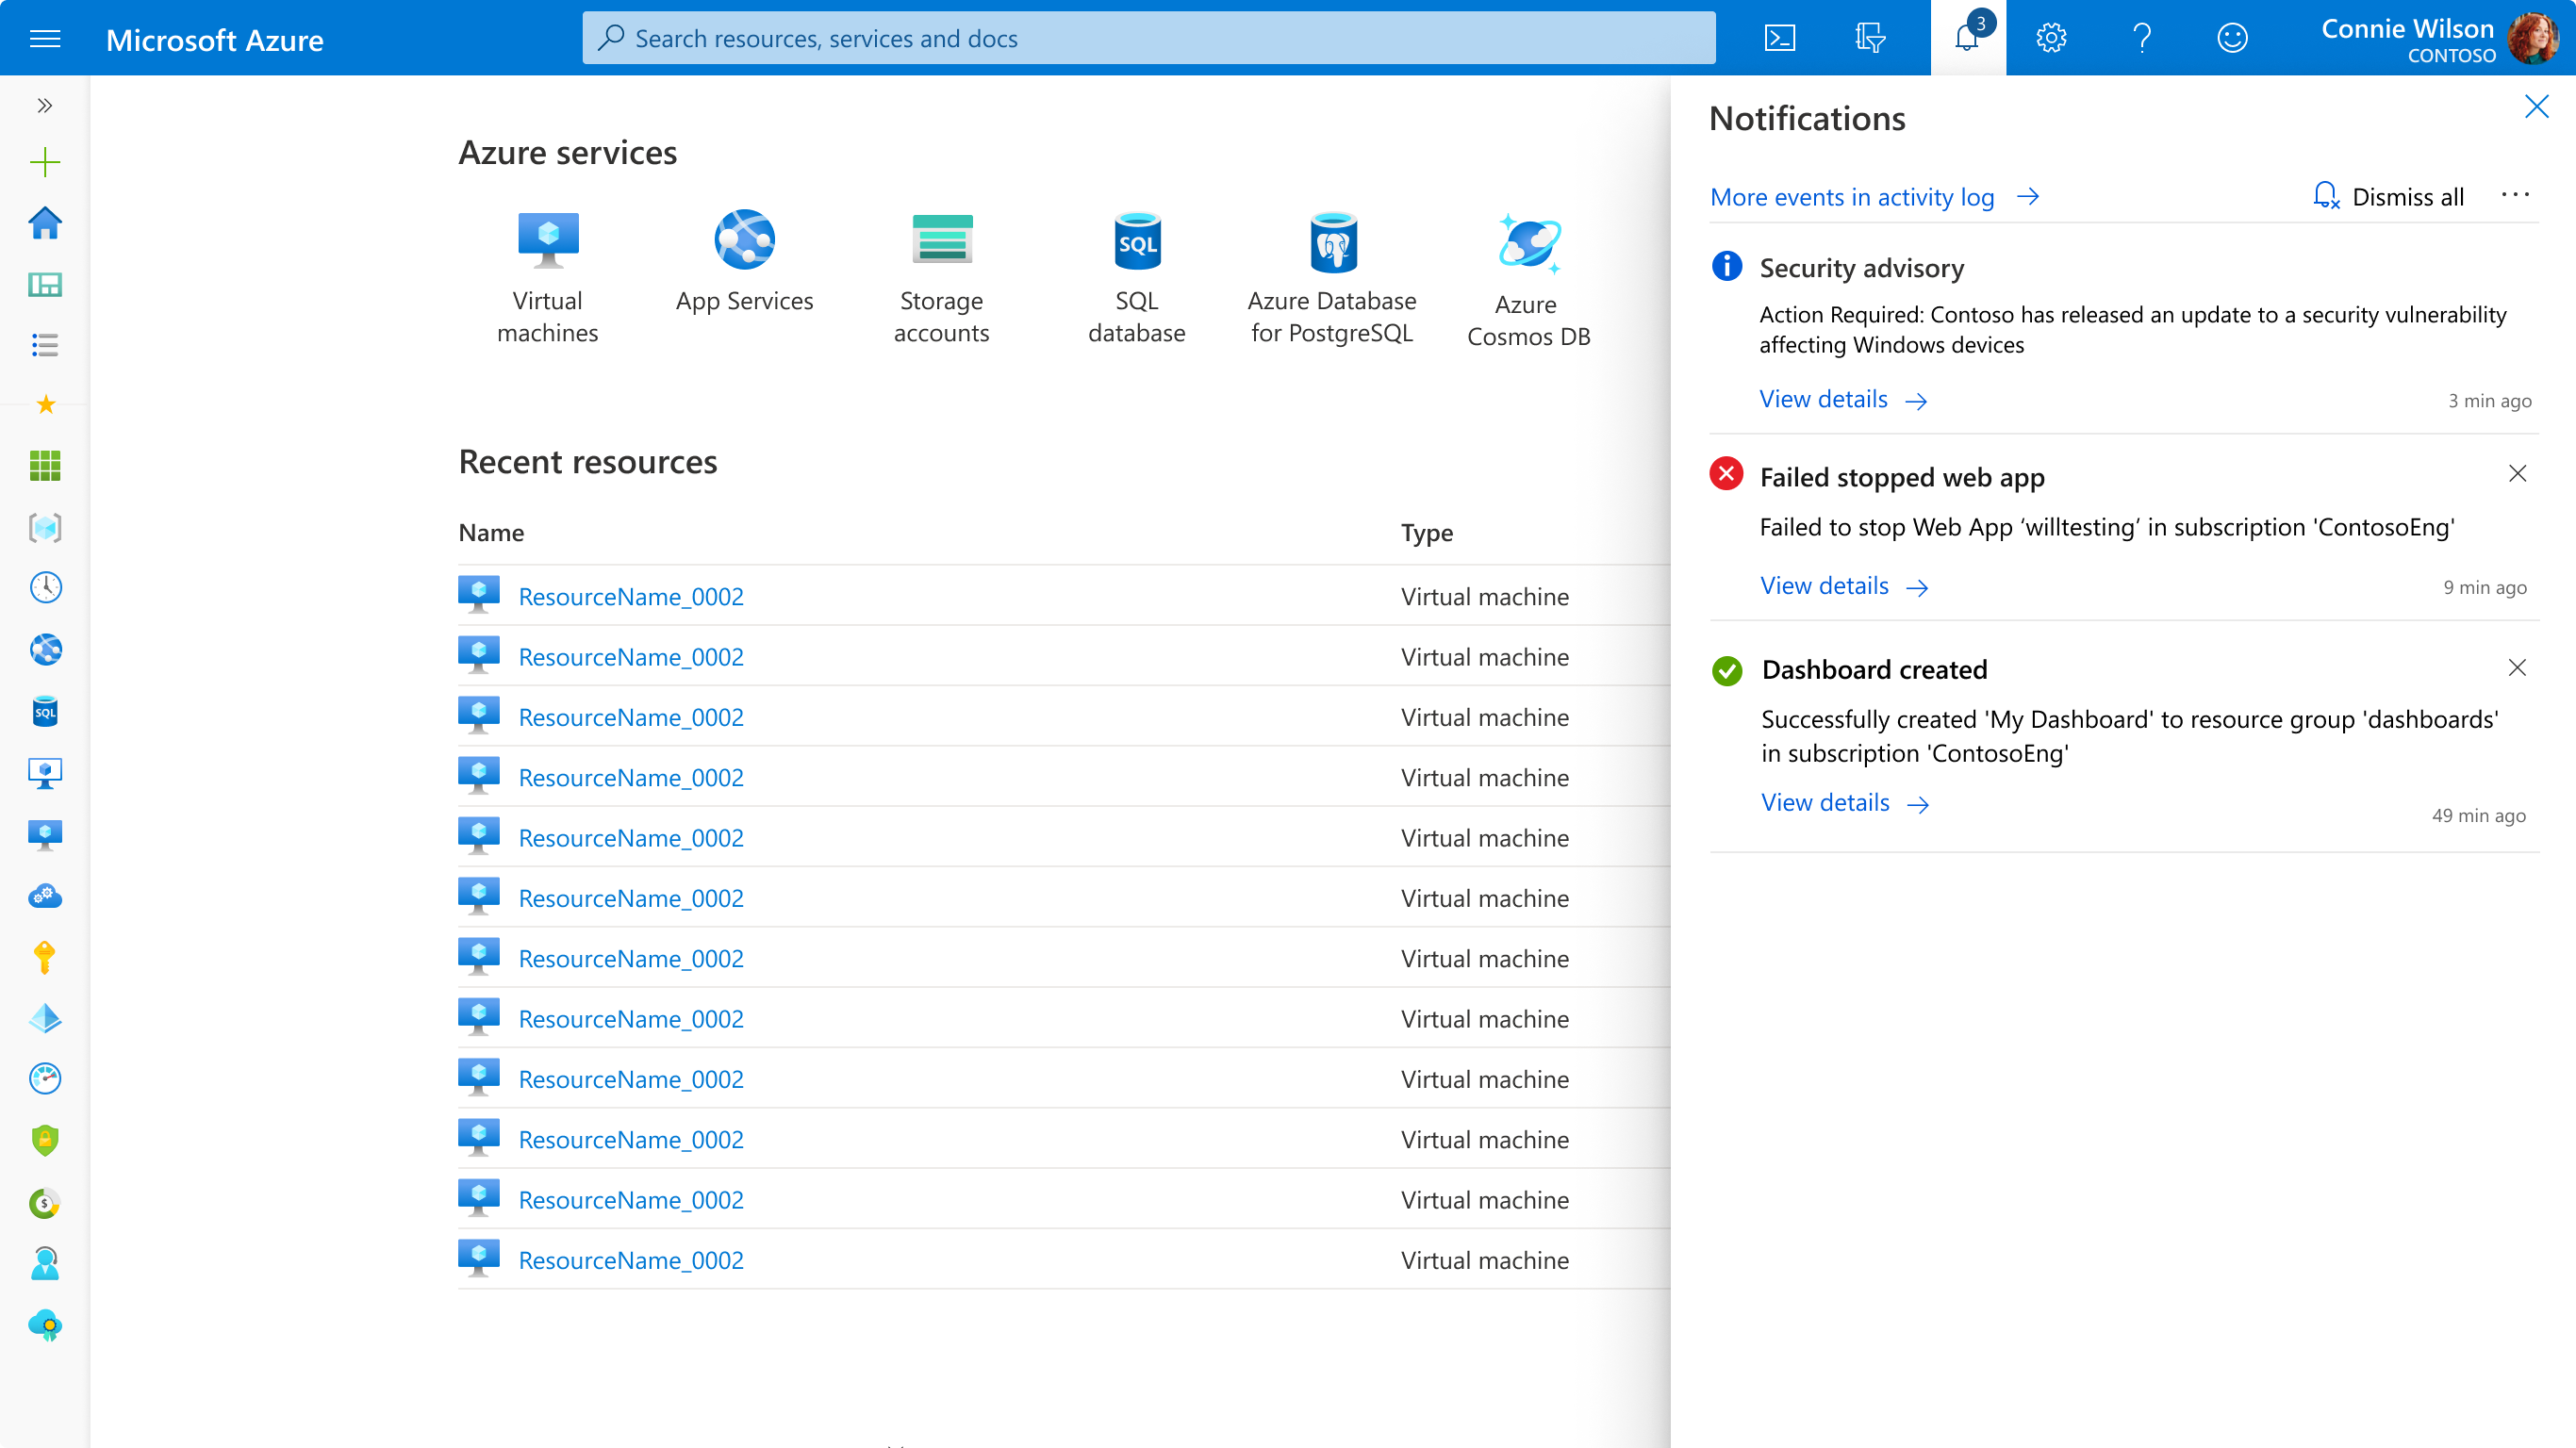 Microsoft Azure
Search resources, services and docs
3
Connie Wilson
CONTOSO
Azure services
Virtual
machines
App Services
Storage
accounts
SQL
SQL
database
Azure Database
for PostgreSQL
Azure
Cosmos DB
Recent resources
Name Type
ResourceName_0002 Virtual machine
ResourceName_0002 Virtual machine
ResourceName_0002 Virtual machine
ResourceName_0002 Virtual machine
ResourceName_0002 Virtual machine
ResourceName_0002 Virtual machine
ResourceName_0002 Virtual machine
ResourceName_0002 Virtual machine
ResourceName_0002 Virtual machine
ResourceName_0002 Virtual machine
ResourceName_0002 Virtual machine
ResourceName_0002 Virtual machine
SQL
Notifications
More events in activity log
Dismiss all
Security advisory
Action Required: Contoso has released an update to a security vulnerability
affecting Windows devices
View details
3 min ago
Failed stopped web app
Failed to stop Web App ‘willtesting’ in subscription 'ContosoEng'
View details
9 min ago
Dashboard created
Successfully created 'My Dashboard' to resource group 'dashboards'
in subscription 'ContosoEng'
View details
49 min ago